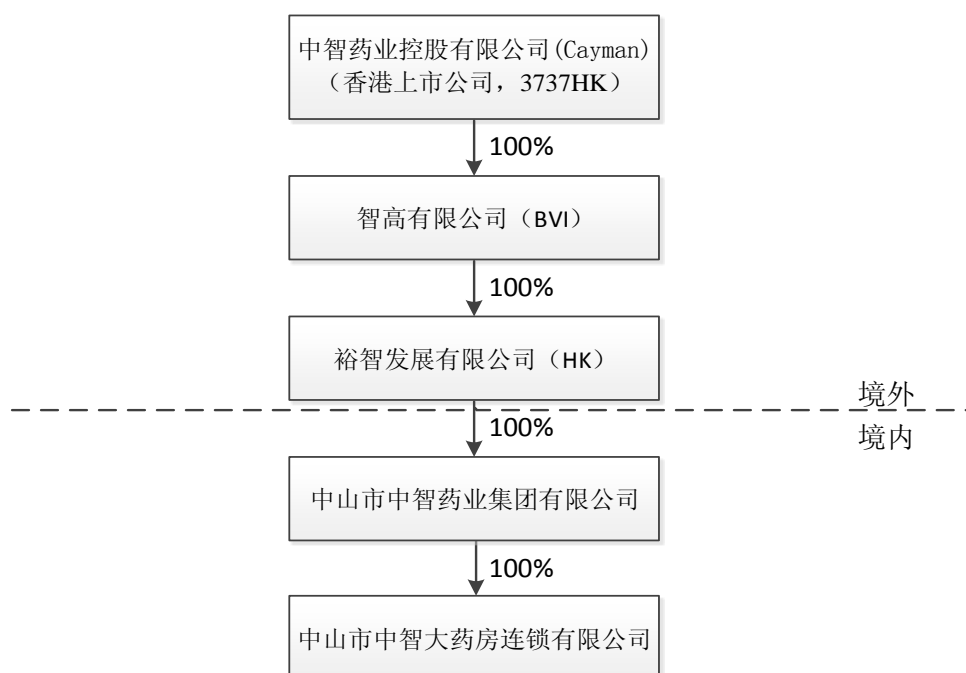 中智药业控股有限公司(Cayman)
（香港上市公司，3737HK）
100%
智高有限公司（BVI）
100%
裕智发展有限公司（HK）
境外
境内
100%
中山市中智药业集团有限公司
100%
中山市中智大药房连锁有限公司